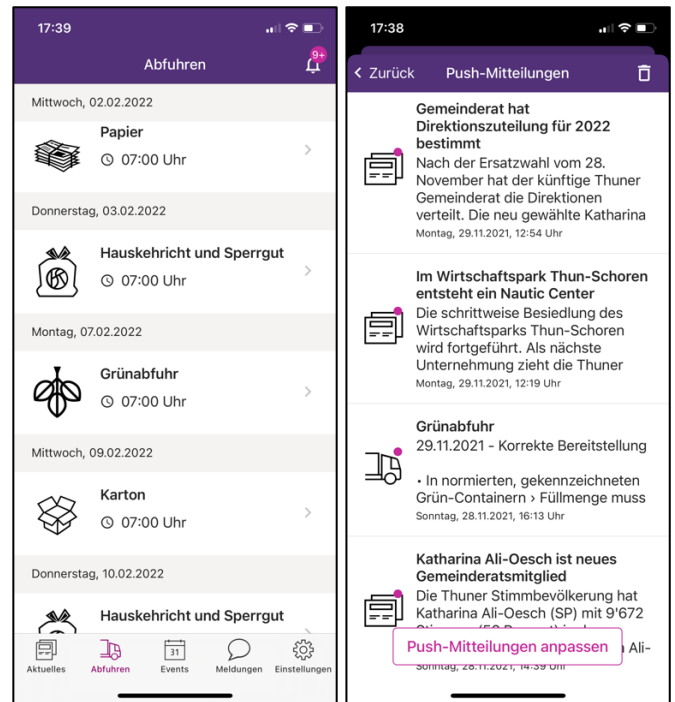 17:39
Abfuhren
9+
Mittwoch, 02.02.2022
Papier
07:00 Uhr
Donnerstag, 03.02.2022
Hauskehricht und Sperrgut
07:00 Uhr
Montag, 07.02.2022
Grünabfuhr
07:00 Uhr
Mittwoch, 09.02.2022
Karton
07:00 Uhr
Donnerstag, 10.02.2022
Hauskehricht und Sperrgut
Aktuelles
Abfuhren
31
Events
Meldungen
Einstellungen
17:38
Zurück
Push-Mitteilungen
Gemeinderat hat
Direktionszuteilung für 2022
bestimmt
Nach der Ersatzwahl vom 28.
November hat der künftige Thuner
Gemeinderat die Direktionen
verteilt. Die neu gewählte Katharina
Montag, 29.11.2021, 12:54 Uhr
Im Wirtschaftspark Thun-Schoren
entsteht ein Nautic Center
Die schrittweise Besiedlung des
Wirtschaftsparks Thun-Schoren
wird fortgeführt. Als nächste
Unternehmung zieht die Thuner
Montag, 29.11.2021, 12:19 Uhr
Grünabfuhr
29.11.2021 - Korrekte Bereitstellung
• In normierten, gekennzeichneten
Grün-Containern › Füllmenge muss
Sonntag, 28.11.2021, 16:13 Uhr
Katharina Ali-Oesch ist neues
Gemeinderatsmitglied
Die Thuner Stimmbevölkerung hat
Katharina Ali-Oesch (SP) mit 9'672
Push-Mitteilungen anpassen
Ali-
Sonntag, 28.11.2021, 14:39 Uhr